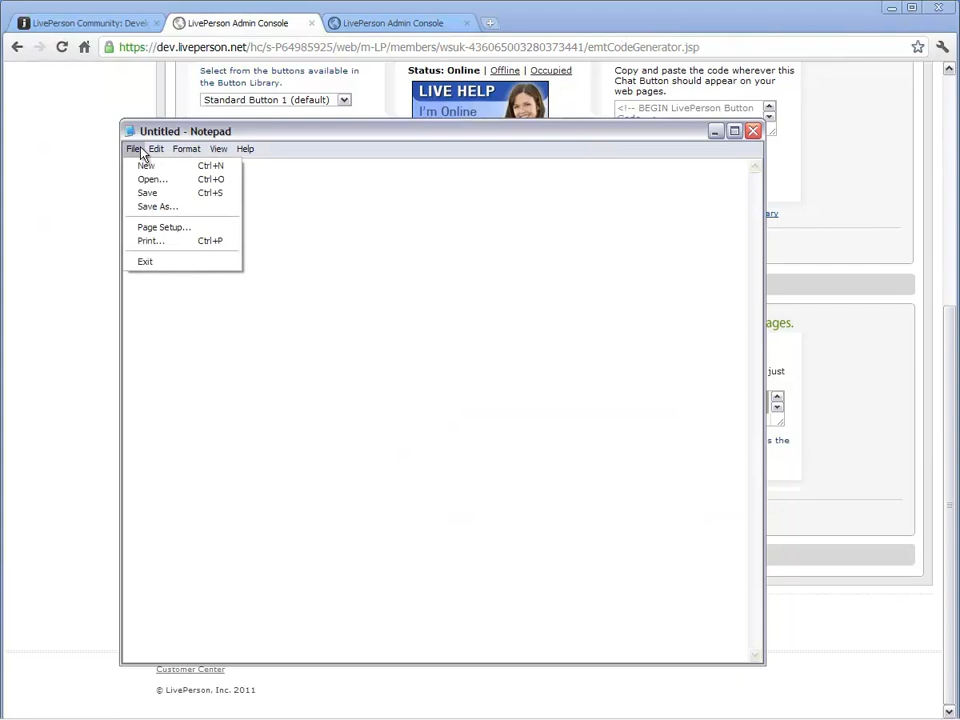 LivePerson Community: Deve
LivePerson Admin Console
LivePerson Admin Console
https://dev.liveperson.net/hc/s-P64985925/web/m-LP/members/wsuk-436065003280373441/emtCodeGenerator.jsp
Select from the buttons available in
the Button Library.
Standard Button 1 (default)
Status: Online | Offline | Occupied
LIVE HELP
I'm Online
Copy and paste the code wherever this
Chat Button should appear on your
web pages.
<!-- BEGIN LivePerson Button
Untitled - Notepad
File Edit Format View Help
New Ctrl+N
Open... Ctrl+O
Save Ctrl+S
Save As...
Page Setup...
Print... Ctrl+P
Exit
ary
ages.
just
s the
Customer Center
© LivePerson, Inc. 2011